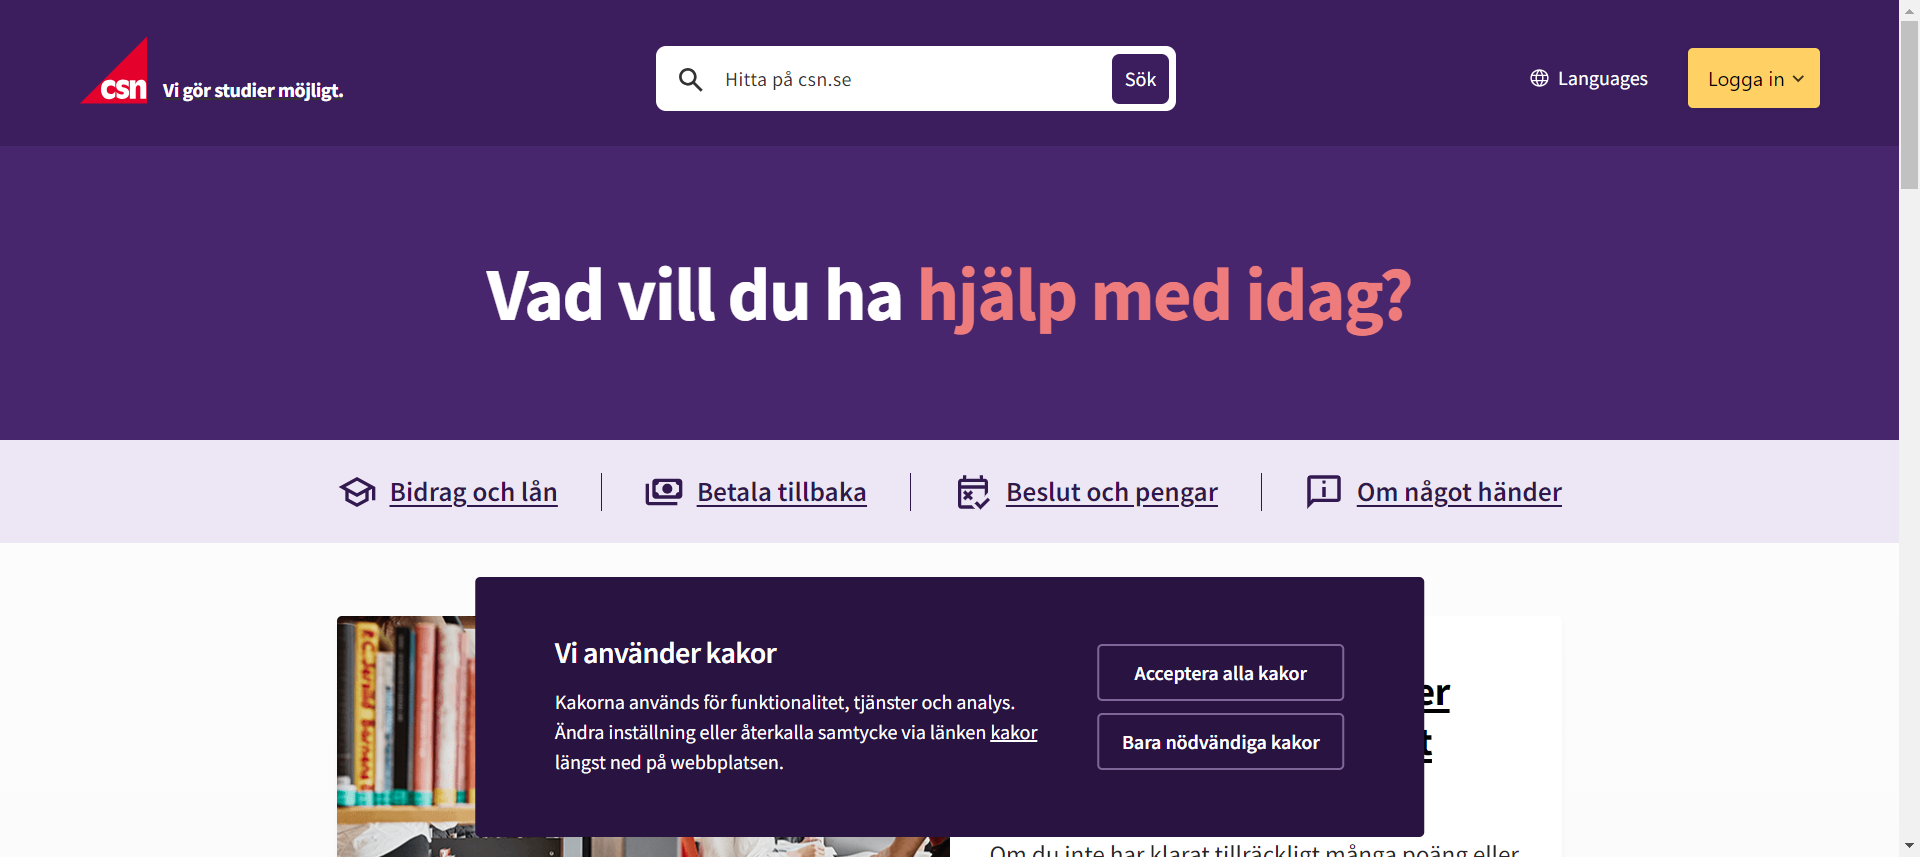 csn Vi gör studier möjligt.
Hitta på csn.se
Sök
Languages
Logga in
Vad vill du ha hjälp med idag?
Bidrag och lån
Betala tillbaka
Beslut och pengar
Om något händer
Vi använder kakor
Kakorna används för funktionalitet, tjänster och analys.
Ändra inställning eller återkalla samtycke via länken kakor
längst ned på webbplatsen.
Acceptera alla kakor
Bara nödvändiga kakor
Om du inte har klarat tillräckligt många poäng eller